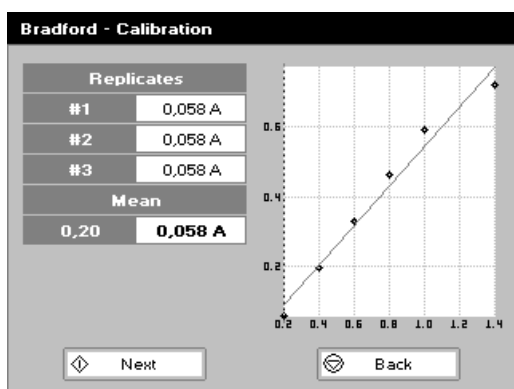 Bradford - Calibration
Replicates
#1 0,058 A
#2 0,058 A
#3 0,058 A
Mean
0,20 0,058 A
0.6
0.4
0.2
0.2 0.4 0.6 0.8 1.0 1.2 1.4
Next
Back